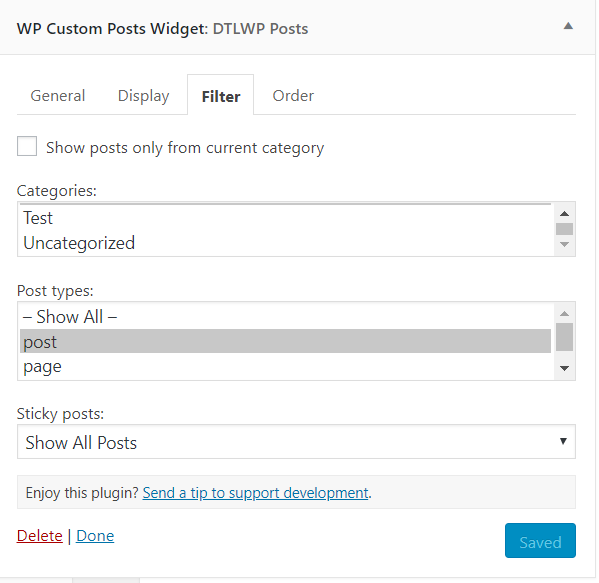 WP Custom Posts Widget: DTLWP Posts
General Display Filter Order
Show posts only from current category
Categories:
Test
Uncategorized
Post types:
– Show All –
post
page
Sticky posts:
Show All Posts
Enjoy this plugin? Send a tip to support development.
Delete | Done
Saved